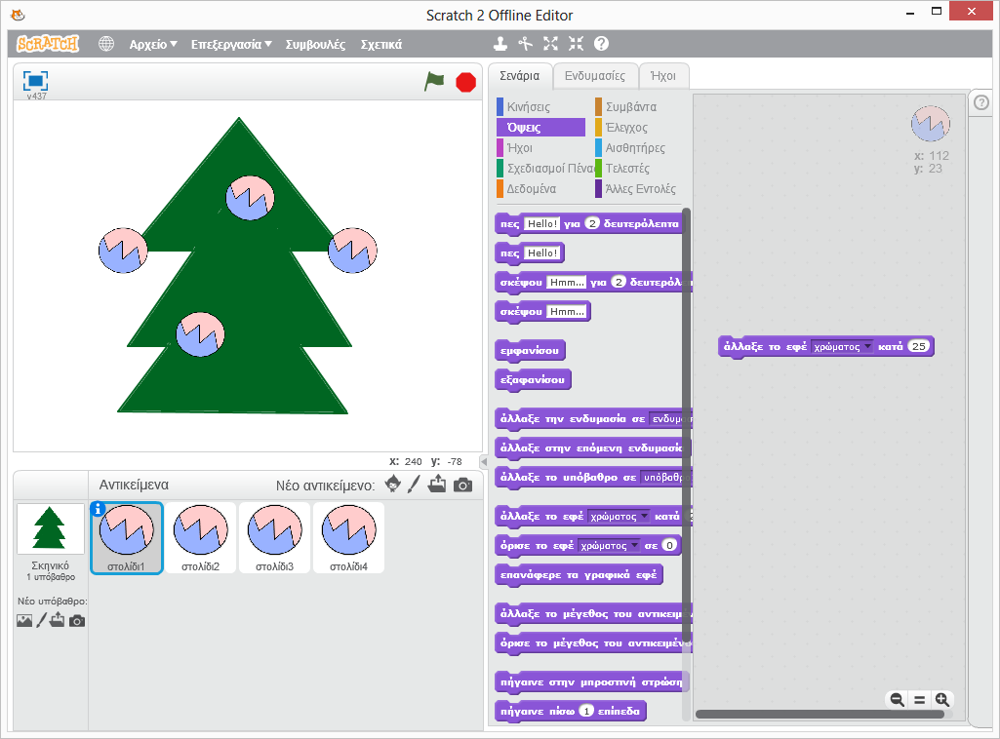 Scratch 2 Offline Editor
SCRATCH Αρχείο Επεξεργασία Συμβουλές Σχετικά
v437
Σενάρια Ενδυμασίες Ήχοι
Κινήσεις Συμβάντα
Όψεις Έλεγχος
Ήχοι Αισθητήρες
Σχεδιασμοί Πένας Τελεστές
Δεδομένα Άλλες Εντολές
x: 112
y: 23
πες Hello! για 2 δευτερόλεπτα
πες Hello!
σκέψου Hmm... για 2 δευτερόλε
σκέψου Hmm...
εμφανίσου
εξαφανίσου
άλλαξε την ενδυμασία σε ενδυμ
άλλαξε στην επόμενη ενδυμασία
άλλαξε το υπόβαθρο σε υπόβαθρ
άλλαξε το εφέ χρώματος κατά
όρισε το εφέ χρώματος σε 0
επανάφερε τα γραφικά εφέ
άλλαξε το μέγεθος του αντικειμ
όρισε το μέγεθος του αντικειμένο
πήγαινε στην μπροστινή στρώση
πήγαινε πίσω 1 επίπεδα
άλλαξε το εφέ χρώματος κατά 25
x: 240 y: -78
Αντικείμενα Νέο αντικείμενο:
Σκηνικό
1 υπόβαθρο
Νέο υπόβαθρο:
στολίδι1 στολίδι2 στολίδι3 στολίδι4